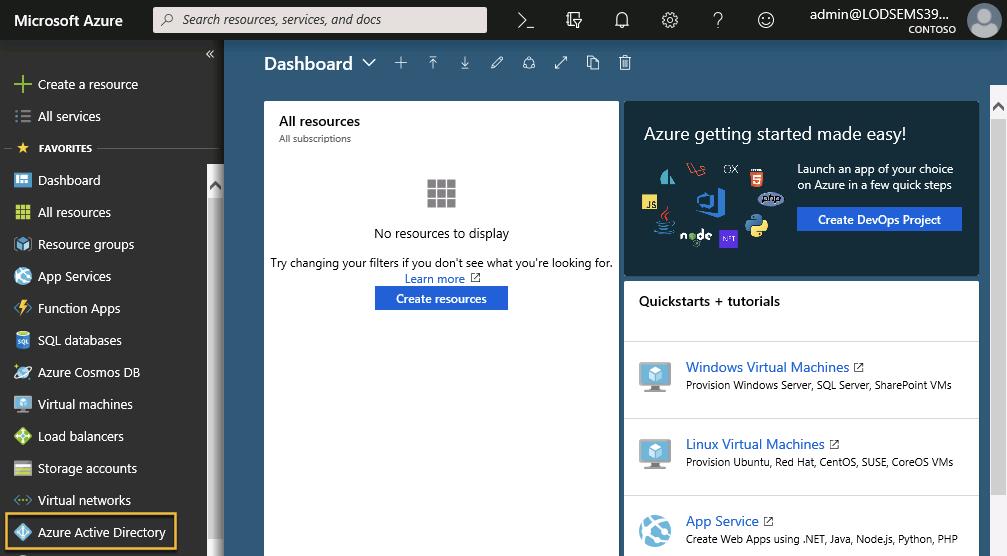 Microsoft Azure
Search resources, services, and docs
admin@LODSEMS39...
CONTOSO
Create a resource
All services
FAVORITES
Dashboard
All resources
Resource groups
App Services
Function Apps
SQL databases
Azure Cosmos DB
Virtual machines
Load balancers
Storage accounts
Virtual networks
Azure Active Directory
Dashboard
All resources
All subscriptions
No resources to display
Try changing your filters if you don't see what you're looking for.
Learn more
Create resources
Azure getting started made easy!
Launch an app of your choice
on Azure in a few quick steps
Create DevOps Project
JS
php
node
.NET
Quickstarts + tutorials
Windows Virtual Machines
Provision Windows Server, SQL Server, SharePoint VMs
Linux Virtual Machines
Provision Ubuntu, Red Hat, CentOS, SUSE, CoreOS VMs
App Service
Create Web Apps using .NET, Java, Node.js, Python, PHP